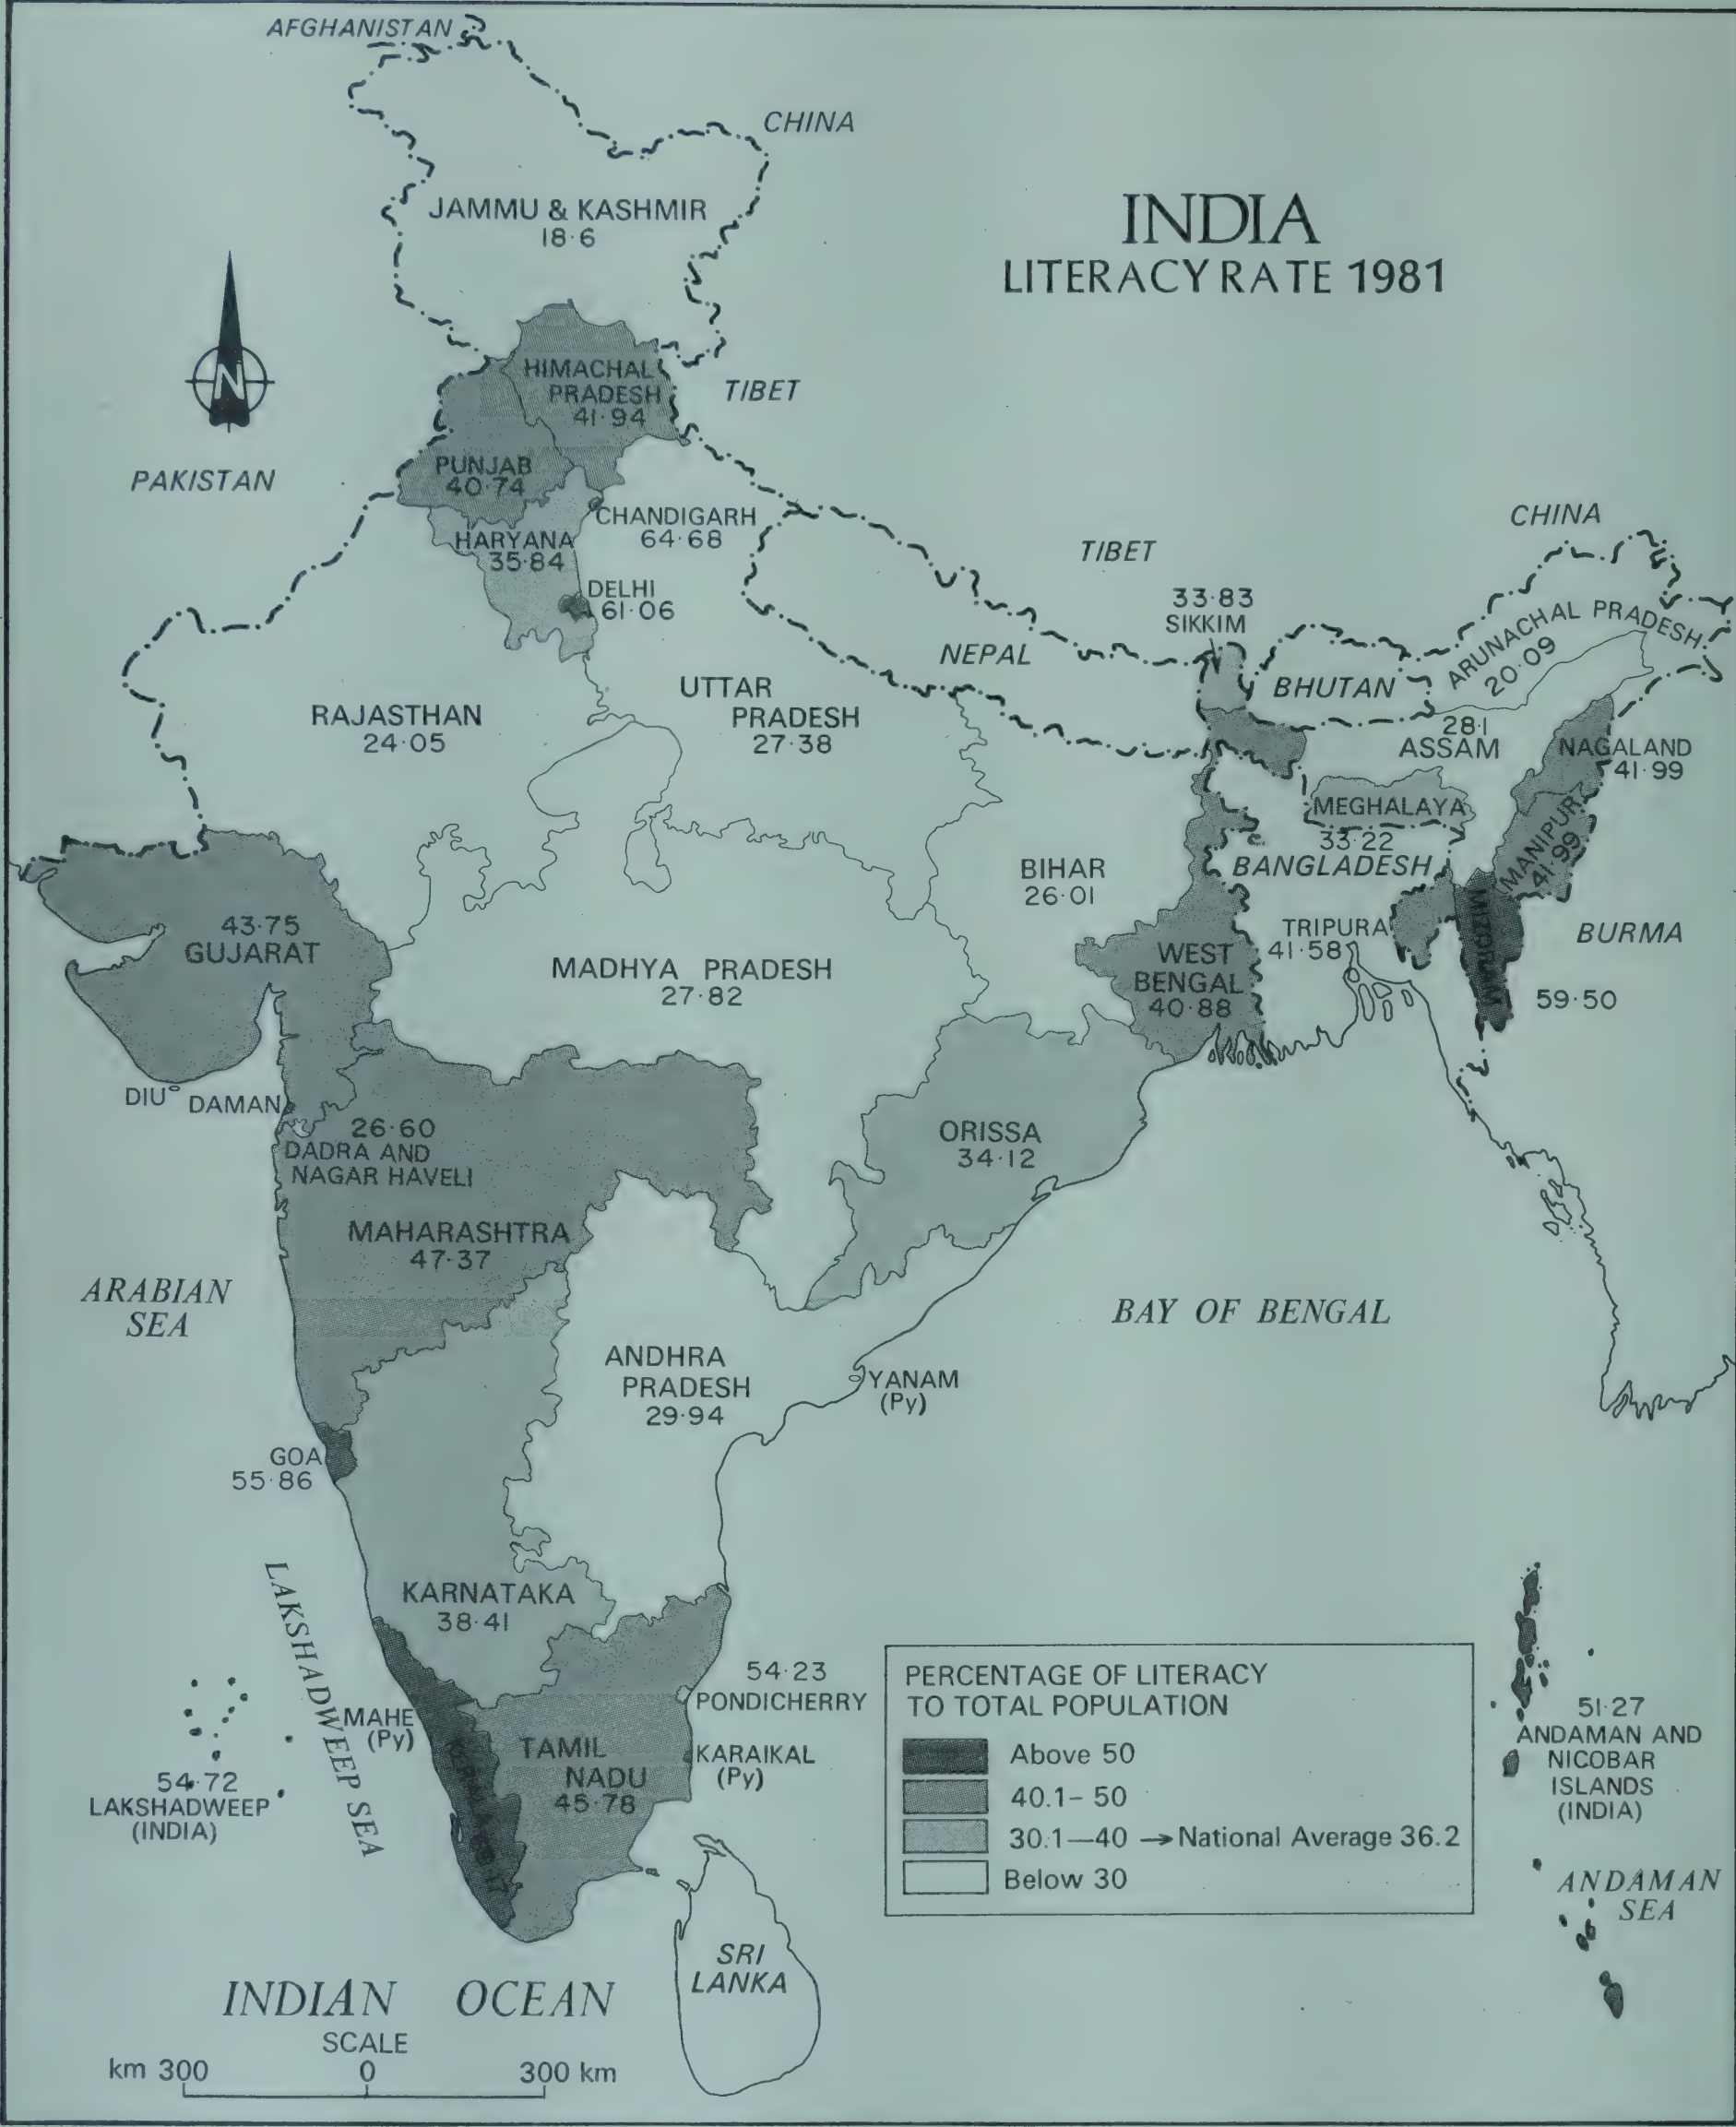 AFGHANISTAN
CHINA
JAMMU & KASHMIR
18·6
INDIA
LITERACY RATE 1981
N
HIMACHAL
PRADESH
41·94
TIBET
PAKISTAN
PUNJAB
40·74
CHANDIGARH
64·68
HARYANA
35·84
DELHI
61·06
TIBET
CHINA
33·83
SIKKIM
NEPAL
BHUTAN
ARUNACHAL PRADESH
20·09
RAJASTHAN
24·05
UTTAR
PRADESH
27·38
28·1
ASSAM
NAGALAND
41·99
MEGHALAYA
33·22
MANIPUR
41·99
BANGLADESH
BIHAR
26·01
43·75
GUJARAT
MADHYA PRADESH
27·82
WEST
BENGAL
40·88
TRIPURA
41·58
MIZORAM
59·50
BURMA
DIU
DAMAN
26·60
DADRA AND
NAGAR HAVELI
ORISSA
34·12
MAHARASHTRA
47·37
ARABIAN
SEA
BAY OF BENGAL
ANDHRA
PRADESH
29·94
YANAM
(Py)
GOA
55·86
KARNATAKA
38·41
LAKSHADWEEP SEA
54·23
PONDICHERRY
MAHE
(Py)
TAMIL
NADU
45·78
KARAIKAL
(Py)
KERALA
54·72
LAKSHADWEEP
(INDIA)
PERCENTAGE OF LITERACY
TO TOTAL POPULATION
Above 50
40.1– 50
30.1—40 → National Average 36.2
Below 30
51·27
ANDAMAN AND
NICOBAR
ISLANDS
(INDIA)
ANDAMAN
SEA
SRI
LANKA
INDIAN OCEAN
SCALE
km 300 0 300 km